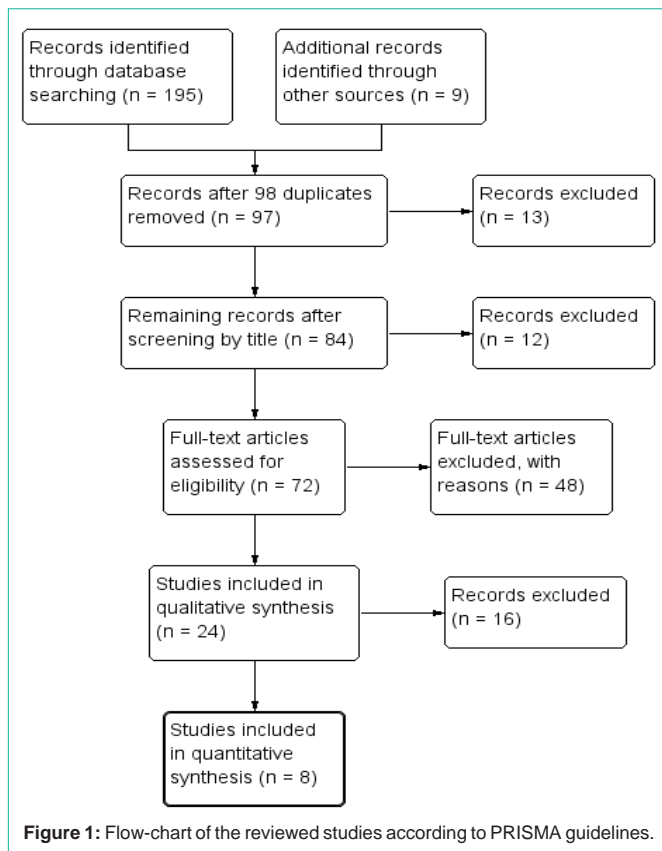 Records identified
through database
searching (n = 195)
Additional records
identified through
other sources (n = 9)
Records after 98 duplicates
removed (n = 97)
Records excluded
(n = 13)
Remaining records after
screening by title (n = 84)
Records excluded
(n = 12)
Full-text articles
assessed for
eligibility (n = 72)
Full-text articles
excluded, with
reasons (n = 48)
Studies included in
qualitative synthesis
(n = 24)
Records excluded
(n = 16)
Studies included
in quantitative
synthesis (n = 8)
Figure 1: Flow-chart of the reviewed studies according to PRISMA guidelines.